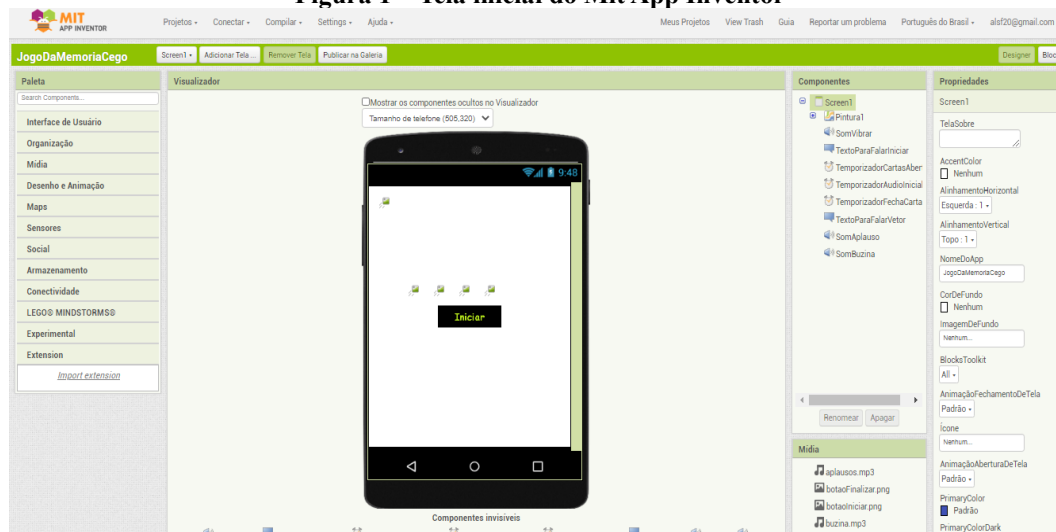 Figura 1 – Tela inicial do Mit App Inventor
MIT
APP INVENTOR
Projetos
Conectar
Compilar
Settings
Ajuda
Meus Projetos
View Trash
Guia
Reportar um problema
Português do Brasil
alsf20@gmail.com
JogoDaMemoriaCego
Screen1
Adicionar Tela ...
Remover Tela
Publicar na Galeria
Designer
Bloc
Paleta
Search Components...
Interface de Usuário
Organização
Mídia
Desenho e Animação
Maps
Sensores
Social
Armazenamento
Conectividade
LEGO® MINDSTORMS®
Experimental
Extension
Import extension
Visualizador
Mostrar os componentes ocultos no Visualizador
Tamanho de telefone (505,320)
9:48
Iniciar
Componentes invisíveis
Componentes
Screen1
Pintura1
SomVibrar
TextoParaFalarIniciar
TemporizadorCartasAber
TemporizadorAudioInicial
TemporizadorFechaCarta
TextoParaFalarVetor
SomAplauso
SomBuzina
Renomear
Apagar
Mídia
aplausos.mp3
botaoFinalizar.png
botaoIniciar.png
buzina.mp3
Propriedades
Screen1
TelaSobre
AccentColor
Nenhum
AlinhamentoHorizontal
Esquerda : 1
AlinhamentoVertical
Topo : 1
NomeDoApp
JogoDaMemoriaCego
CorDeFundo
Nenhum
ImagemDeFundo
Nenhum...
BlocksToolkit
All
AnimaçãoFechamentoDeTela
Padrão
Ícone
Nenhum...
AnimaçãoAberturaDeTela
Padrão
PrimaryColor
Padrão
PrimaryColorDark